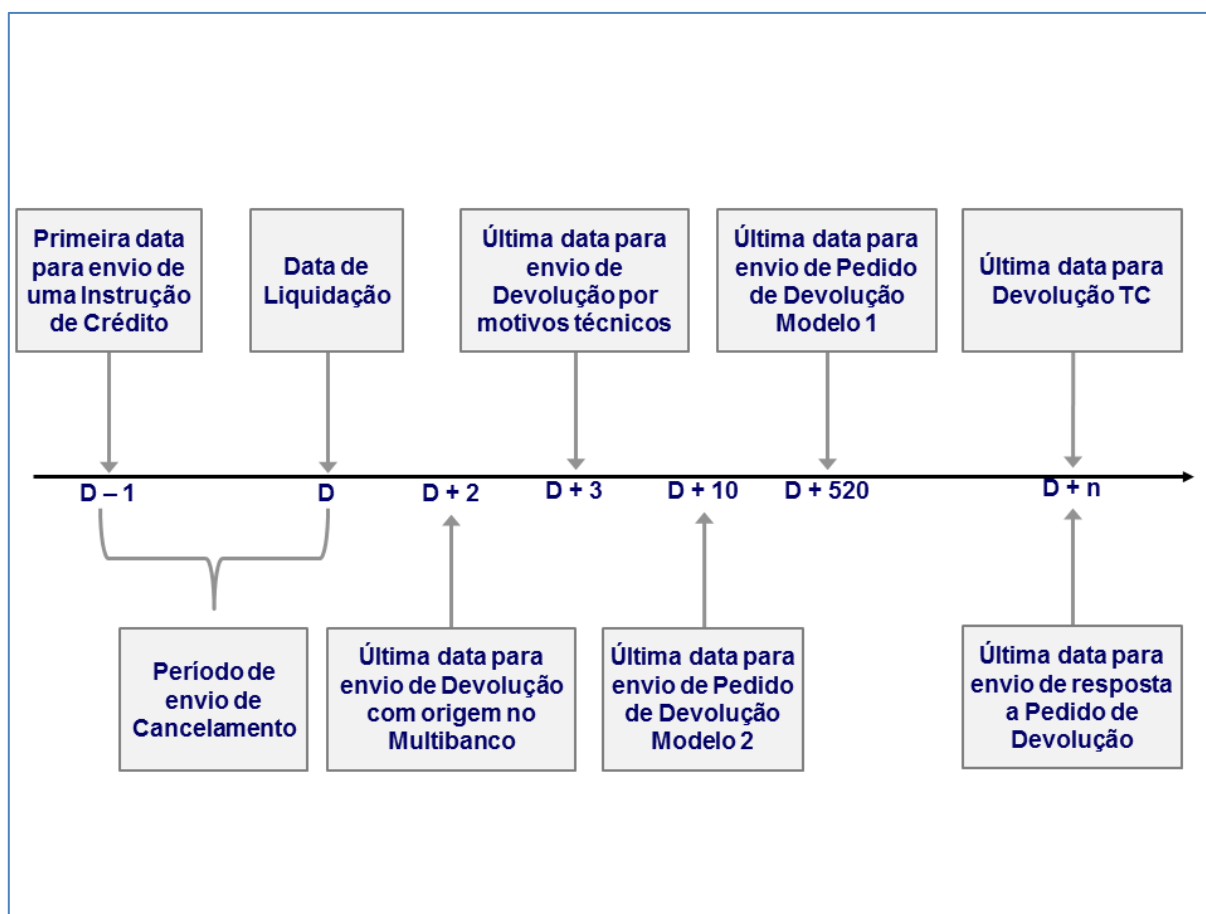 Primeira data
para envio de
uma Instrução
de Crédito
Data de
Liquidação
Última data para
envio de
Devolução por
motivos técnicos
Última data para
envio de Pedido
de Devolução
Modelo 1
Última data para
Devolução TC
D – 1
D
D + 2
D + 3
D + 10
D + 520
D + n
Período de
envio de
Cancelamento
Última data para
envio de Devolução
com origem no
Multibanco
Última data para
envio de Pedido
de Devolução
Modelo 2
Última data para
envio de resposta
a Pedido de
Devolução